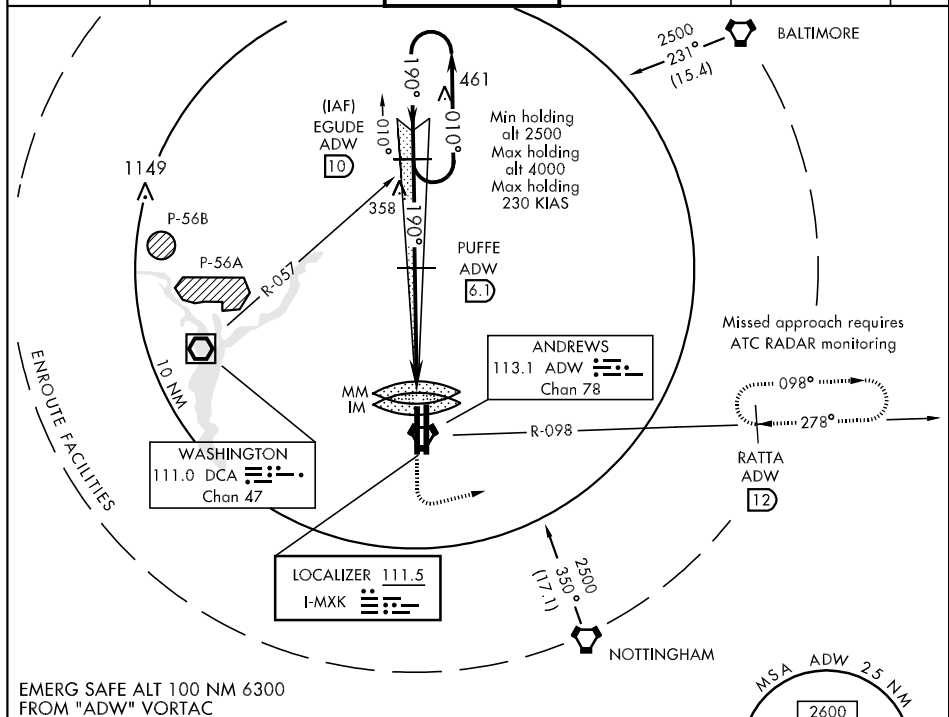 2500
231°
(15.4)
BALTIMORE
190°
461
010°
(IAF)
EGUDE
ADW
10
010°
Min holding
alt 2500
Max holding
alt 4000
Max holding
230 KIAS
1149
358
190°
P-56B
P-56A
R-057
PUFFE
ADW
6.1
Missed approach requires
ATC RADAR monitoring
ANDREWS
113.1 ADW
Chan 78
MM
IM
098°
278°
R-098
RATTA
ADW
12
10 NM
ENROUTE FACILITIES
WASHINGTON
111.0 DCA
Chan 47
LOCALIZER 111.5
I-MXK
2500
350°
(17.1)
NOTTINGHAM
EMERG SAFE ALT 100 NM 6300
FROM "ADW" VORTAC
MSA ADW 25 NM
2600